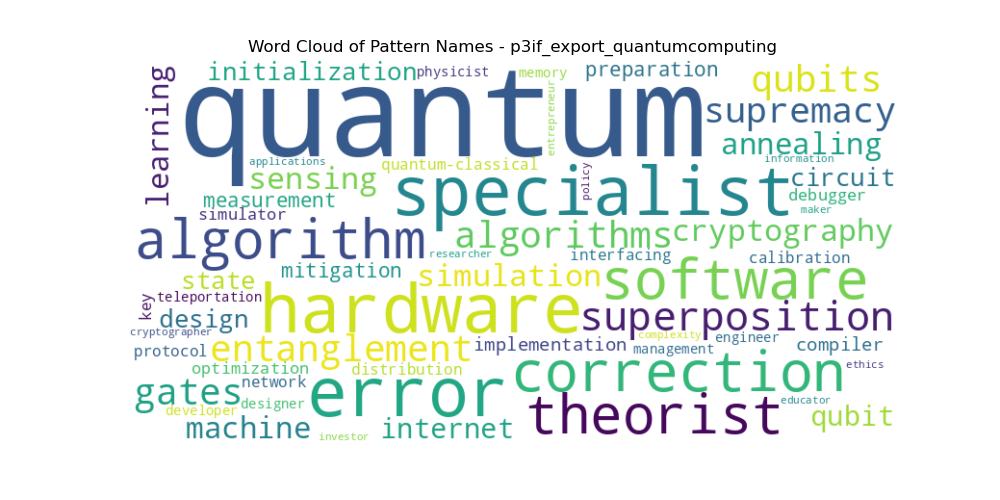 Word Cloud of Pattern Names - p3if_export_quantumcomputing
learning
initialization
physicist
memory
preparation
qubits
quantum
entrepreneur
supremacy
annealing
applications
quantum-classical
information
sensing
specialist
policy
circuit
measurement
debugger
simulator
maker
algorithm
algorithms
cryptography
researcher
interfacing
calibration
mitigation
simulation
software
state
key
teleportation
hardware
superposition
design
cryptographer
complexity
engineer
protocol
entanglement
implementation
management
compiler
optimization
distribution
correction
ethics
network
gates
error
developer
designer
theorist
educator
qubit
machine
investor
internet